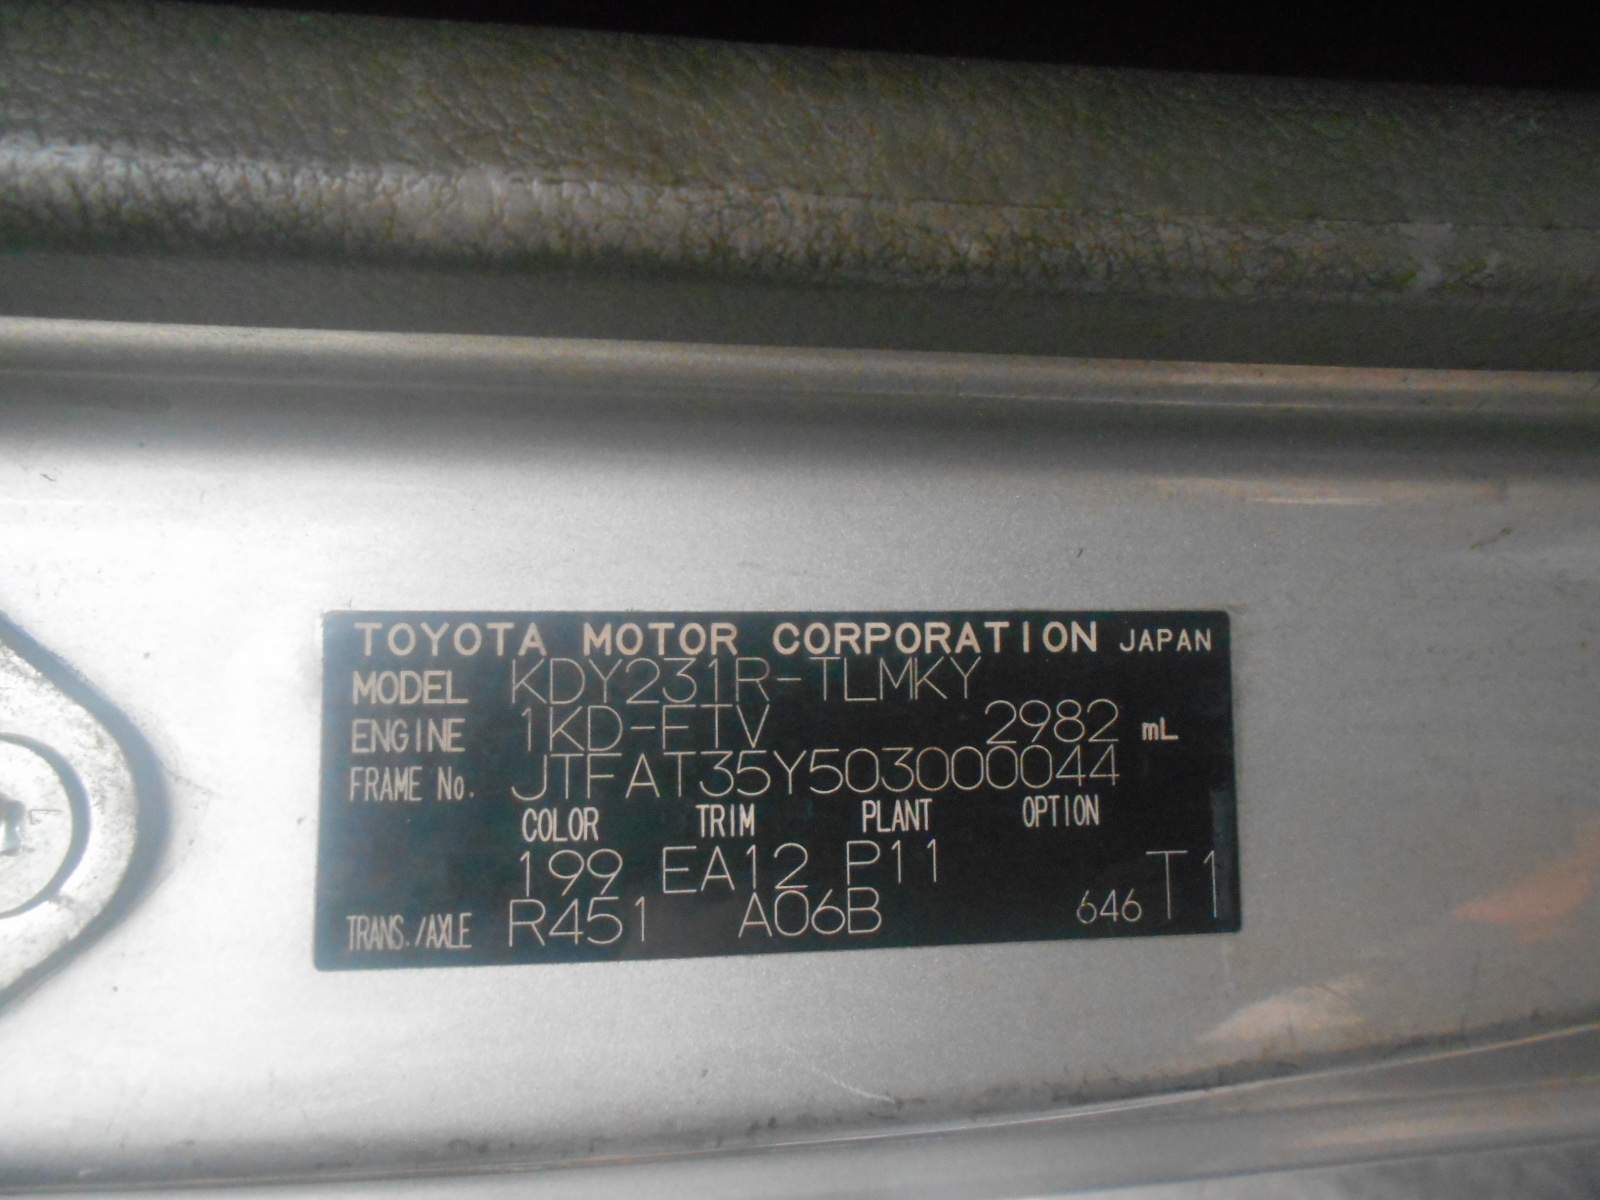 TOYOTA MOTOR CORPORATION JAPAN
MODEL KDY231R-TLMKY
ENGINE 1KD-FTV 2982 mL
FRAME No. JTFAT35Y503000044
COLOR TRIM PLANT OPTION
199 EA12 P11
TRANS./AXLE R451 A06B 646 T1